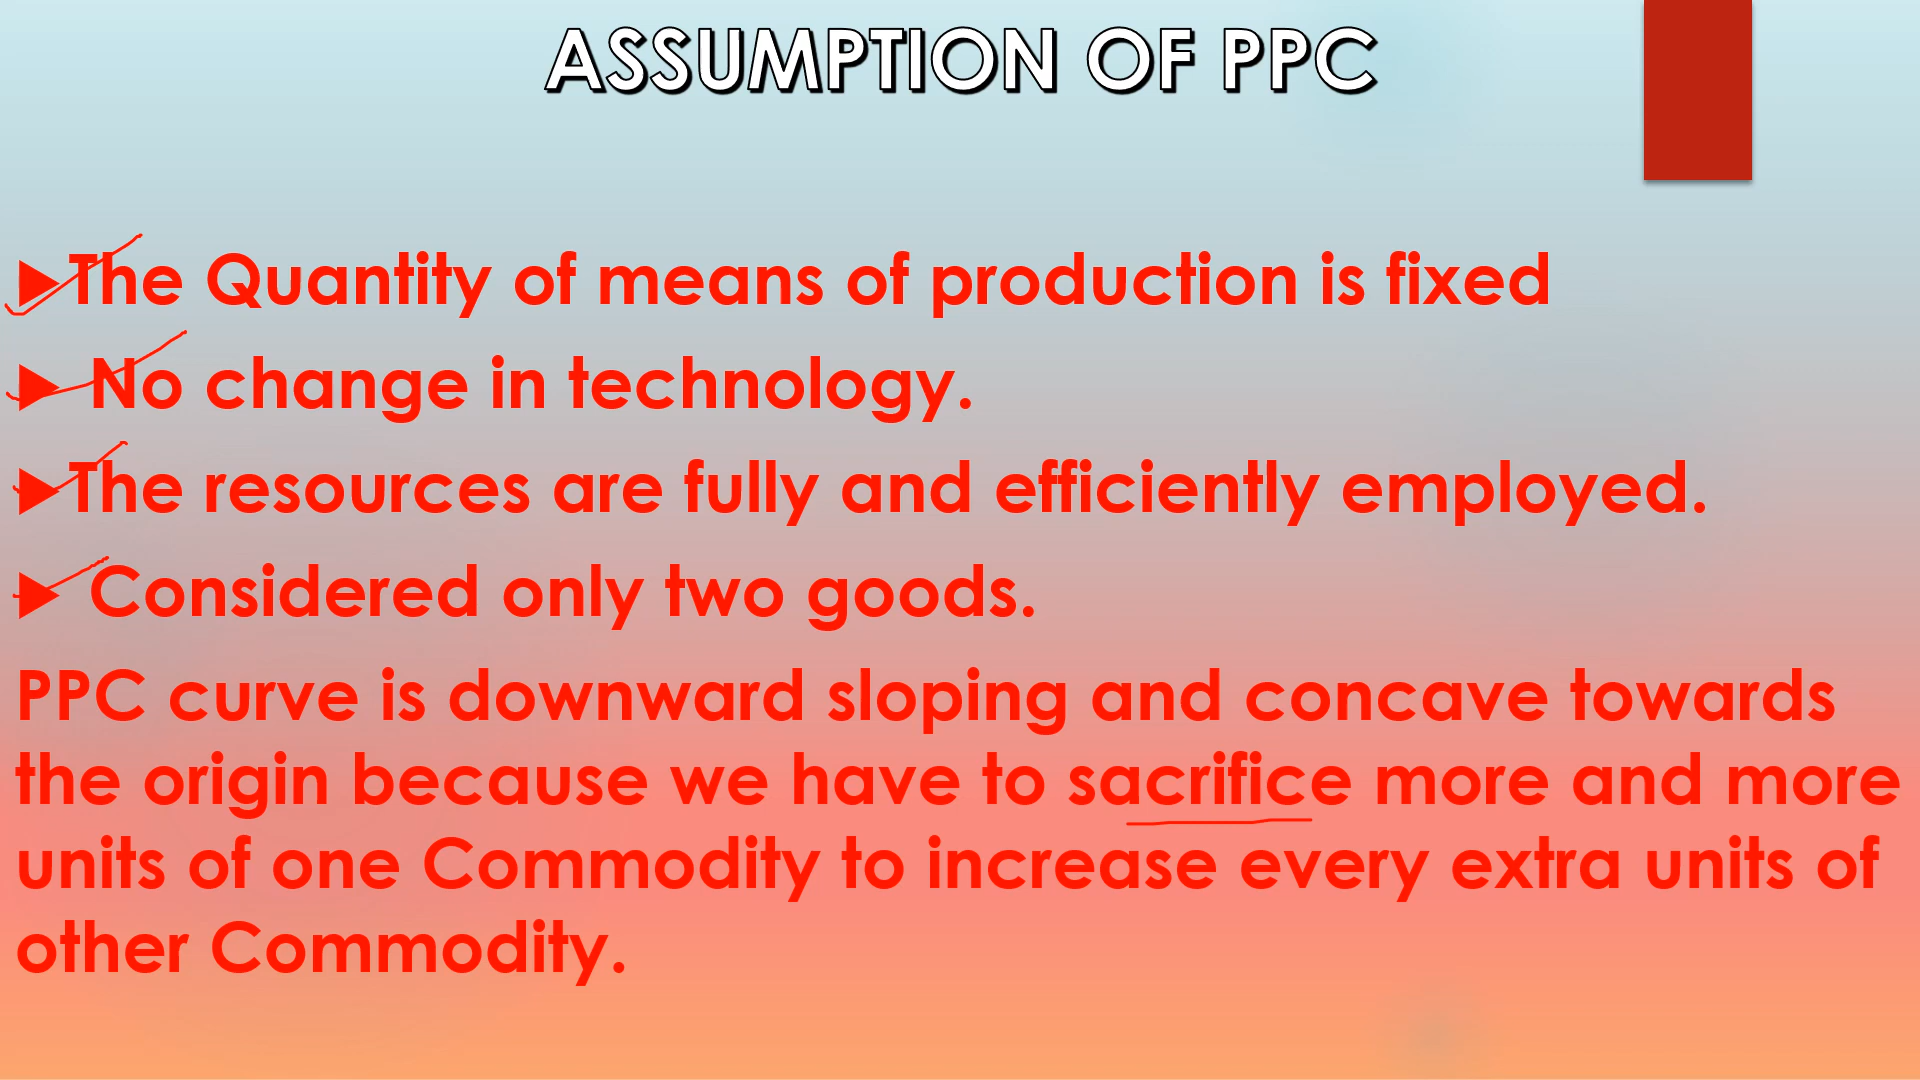 ASSUMPTION OF PPC
The Quantity of means of production is fixed
No change in technology.
The resources are fully and efficiently employed.
Considered only two goods.
PPC curve is downward sloping and concave towards
the origin because we have to sacrifice more and more
units of one Commodity to increase every extra units of
other Commodity.